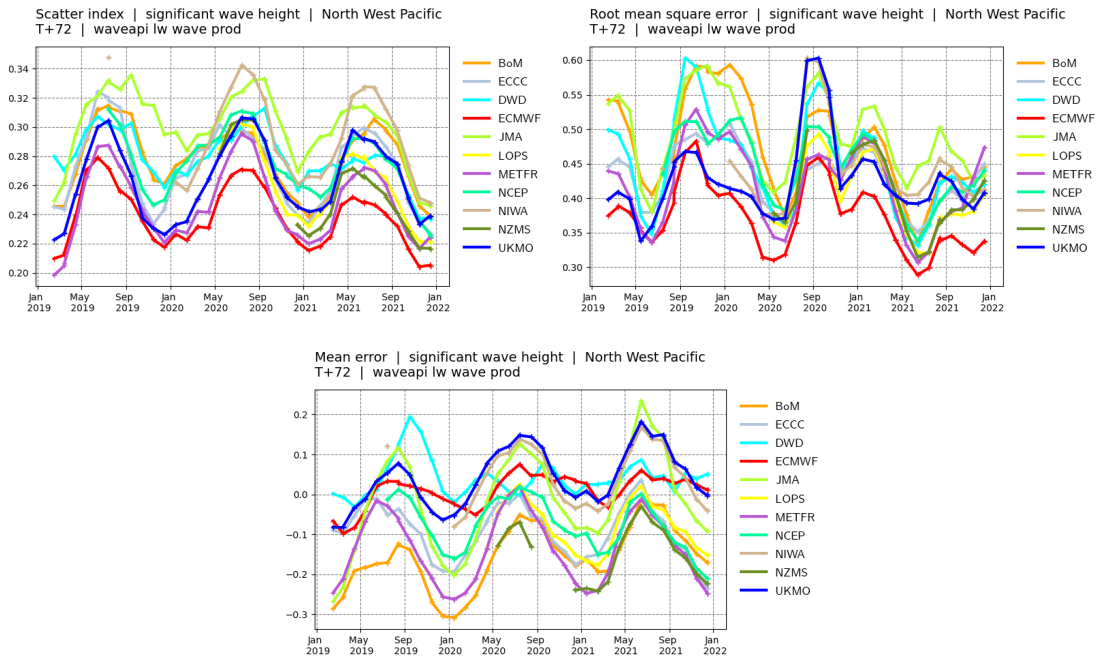 Scatter index | significant wave height | North West Pacific
T+72 | waveapi lw wave prod
0.34
0.32
0.30
0.28
0.26
0.24
0.22
0.20
Jan 2019
May 2019
Sep 2019
Jan 2020
May 2020
Sep 2020
Jan 2021
May 2021
Sep 2021
Jan 2022
BoM
ECCC
DWD
ECMWF
JMA
LOPS
METFR
NCEP
NIWA
NZMS
UKMO
Root mean square error | significant wave height | North West Pacific
T+72 | waveapi lw wave prod
0.60
0.55
0.50
0.45
0.40
0.35
0.30
Jan 2019
May 2019
Sep 2019
Jan 2020
May 2020
Sep 2020
Jan 2021
May 2021
Sep 2021
Jan 2022
BoM
ECCC
DWD
ECMWF
JMA
LOPS
METFR
NCEP
NIWA
NZMS
UKMO
Mean error | significant wave height | North West Pacific
T+72 | waveapi lw wave prod
0.2
0.1
0.0
−0.1
−0.2
−0.3
Jan 2019
May 2019
Sep 2019
Jan 2020
May 2020
Sep 2020
Jan 2021
May 2021
Sep 2021
Jan 2022
BoM
ECCC
DWD
ECMWF
JMA
LOPS
METFR
NCEP
NIWA
NZMS
UKMO